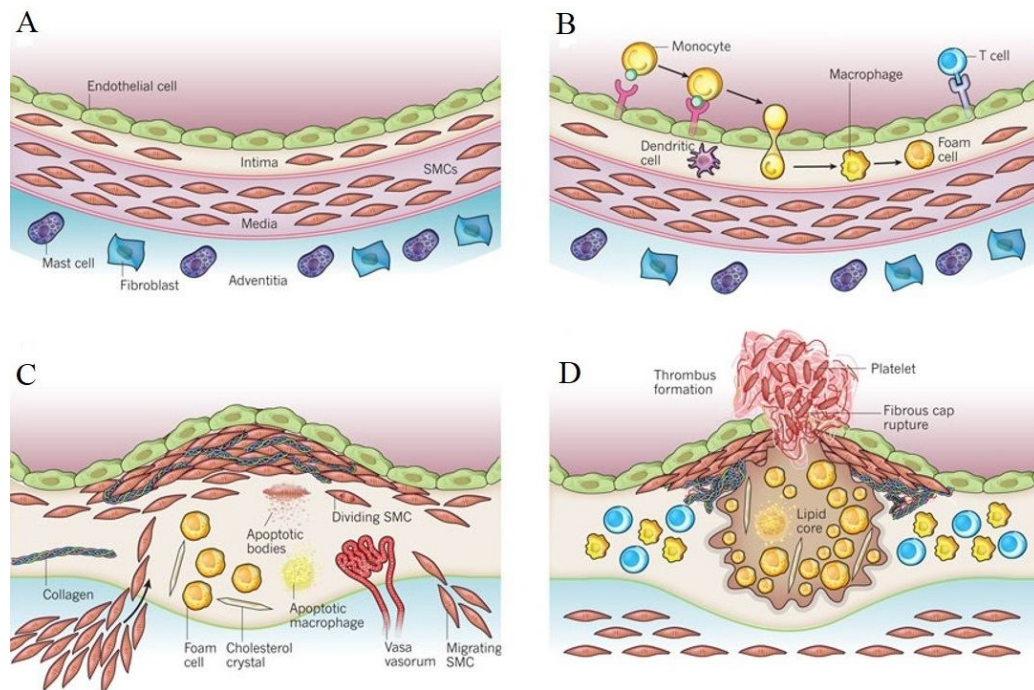 A
Endothelial cell
Intima
SMCs
Media
Mast cell
Fibroblast
Adventitia
B
Monocyte
T cell
Macrophage
Dendritic
cell
Foam
cell
C
Dividing SMC
Apoptotic
bodies
Collagen
Apoptotic
macrophage
Foam
cell
Cholesterol
crystal
Vasa
vasorum
Migrating
SMC
D
Thrombus
formation
Platelet
Fibrous cap
rupture
Lipid
core